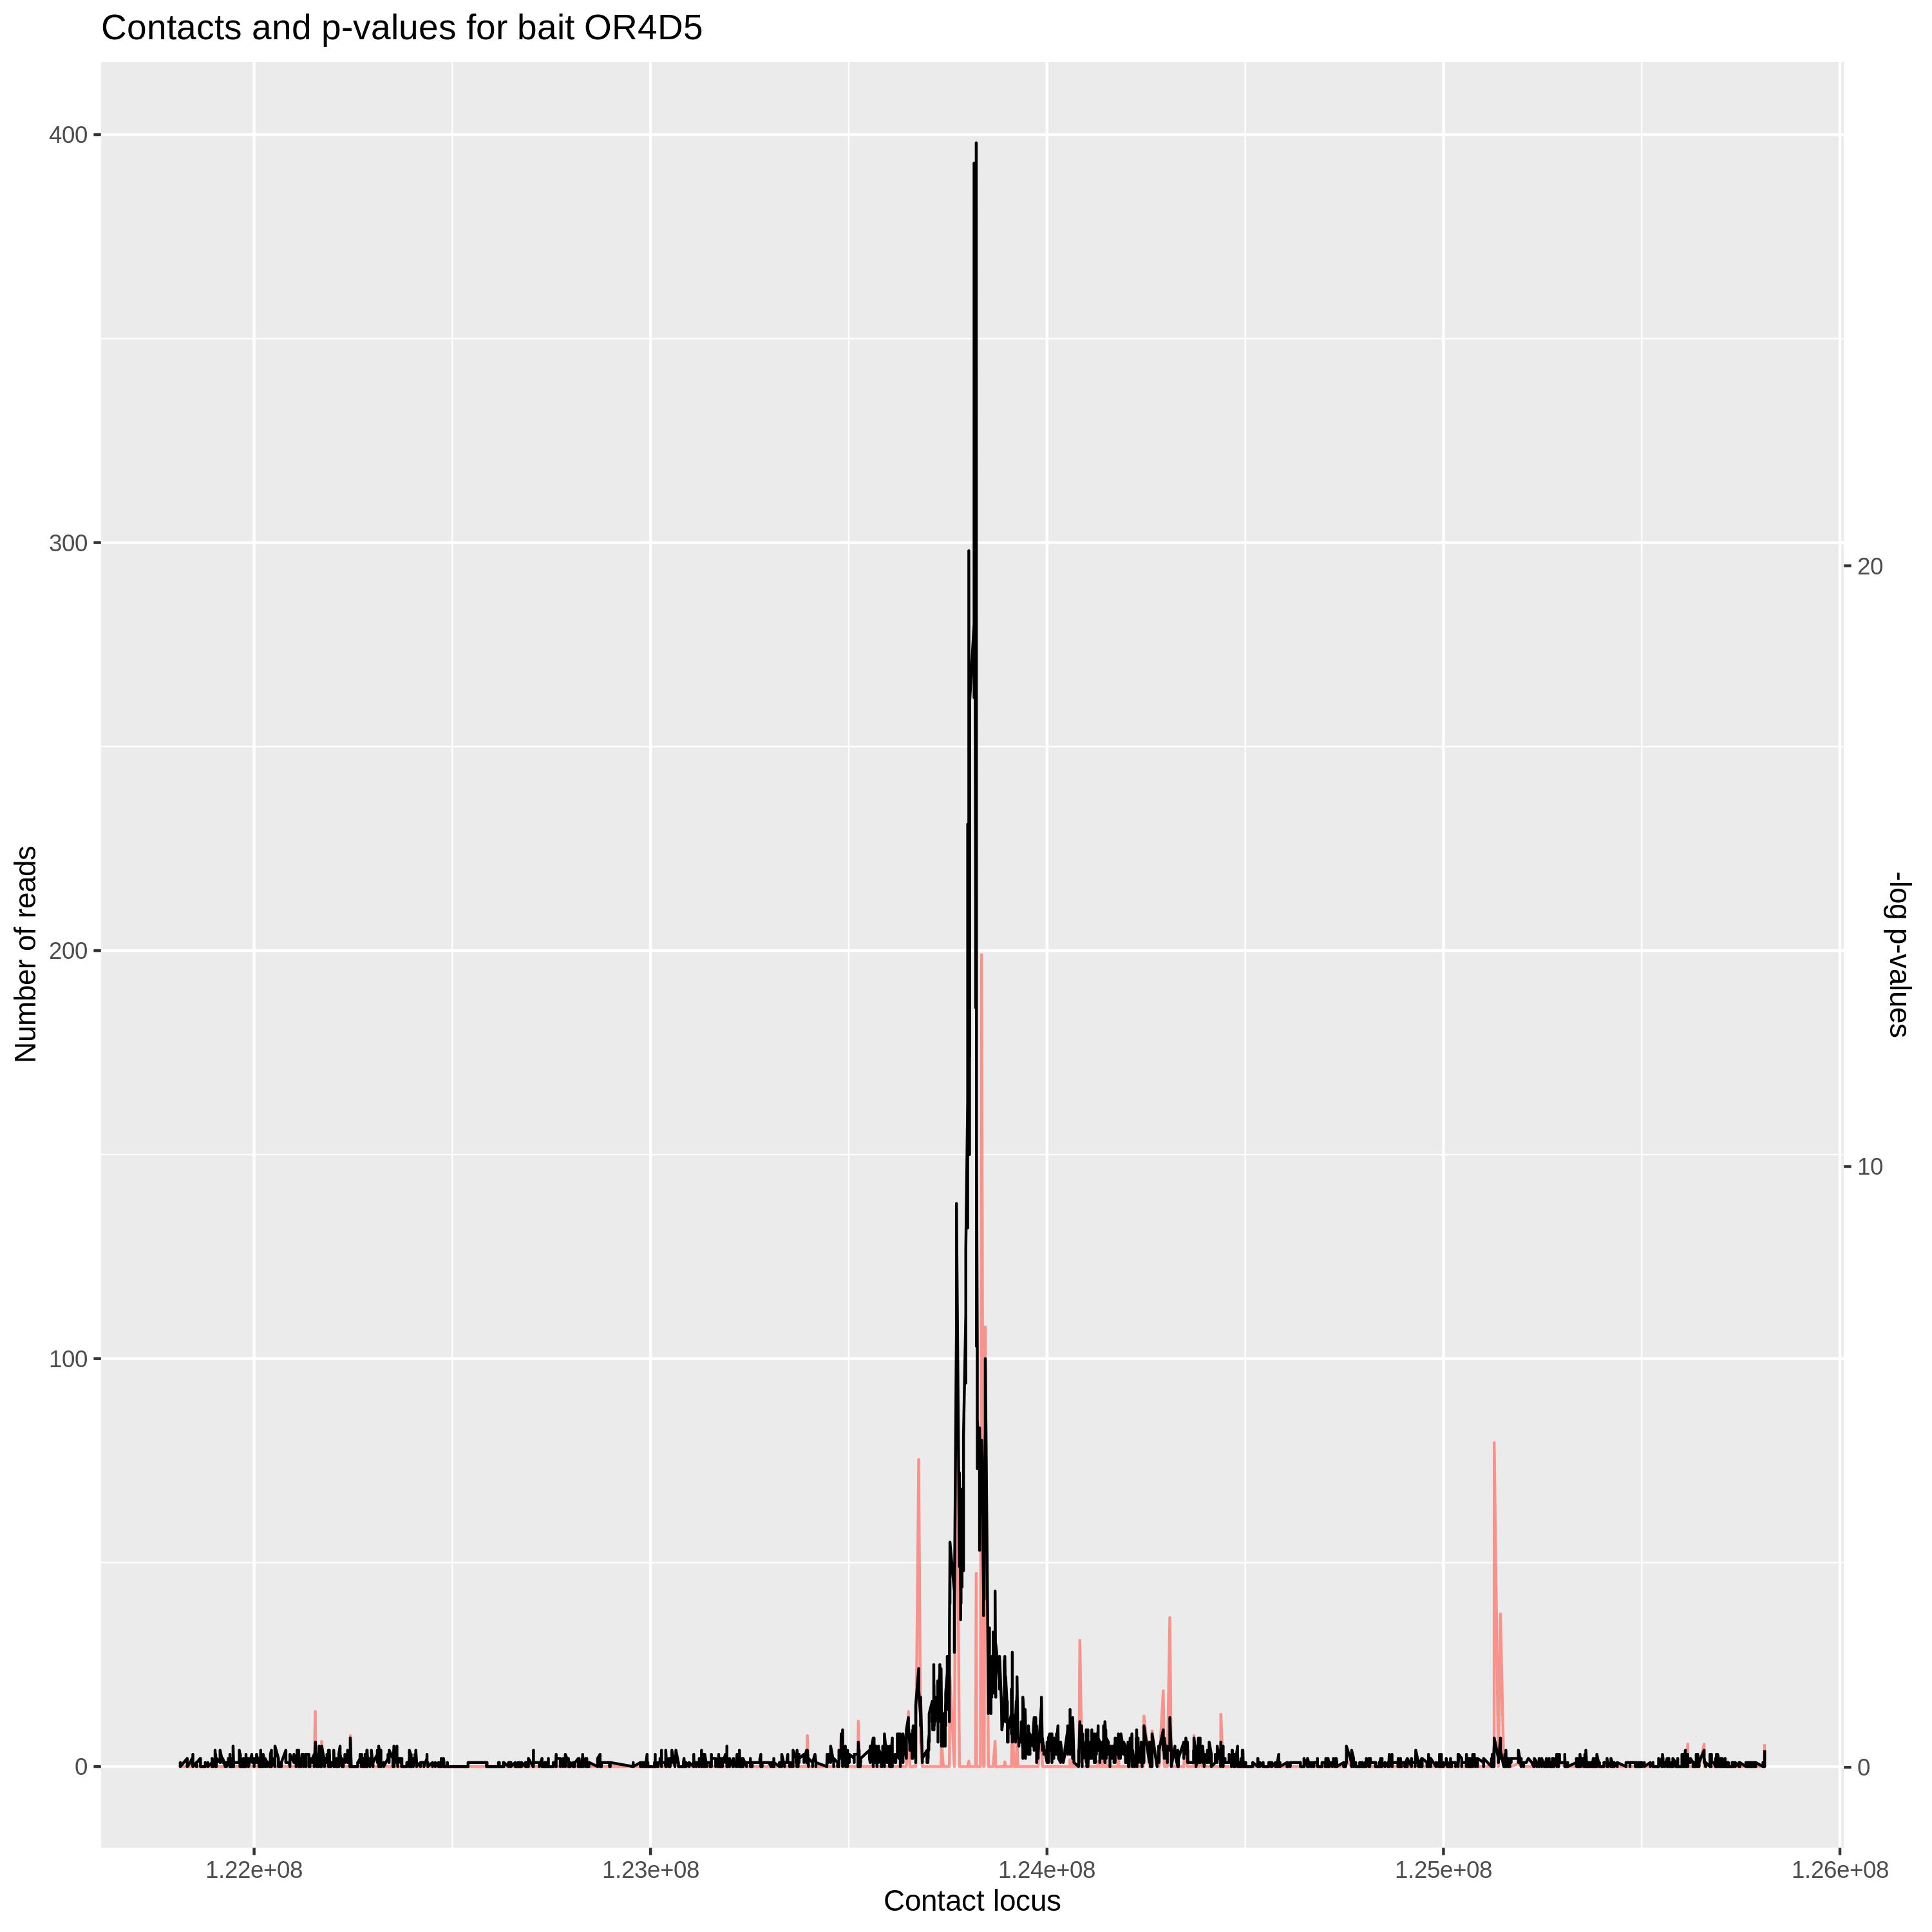 Contacts and p-values for bait OR4D5
400
300
200
100
0
Number of reads
20
10
0
-log p-values
1.22e+08
1.23e+08
1.24e+08
1.25e+08
1.26e+08
Contact locus